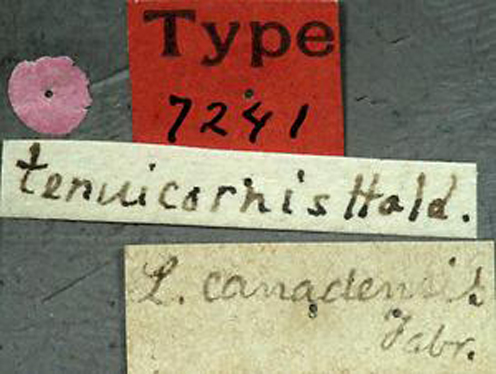 Type
7241
tenuicornis Hald.
L. canadensis
Fabr.